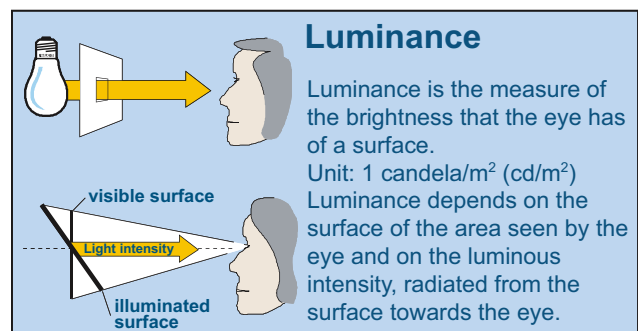 Luminance
Luminance is the measure of
the brightness that the eye has
of a surface.
Unit: 1 candela/m² (cd/m²)
Luminance depends on the
surface of the area seen by the
eye and on the luminous
intensity, radiated from the
surface towards the eye.
visible surface
Light intensity
illuminated
surface